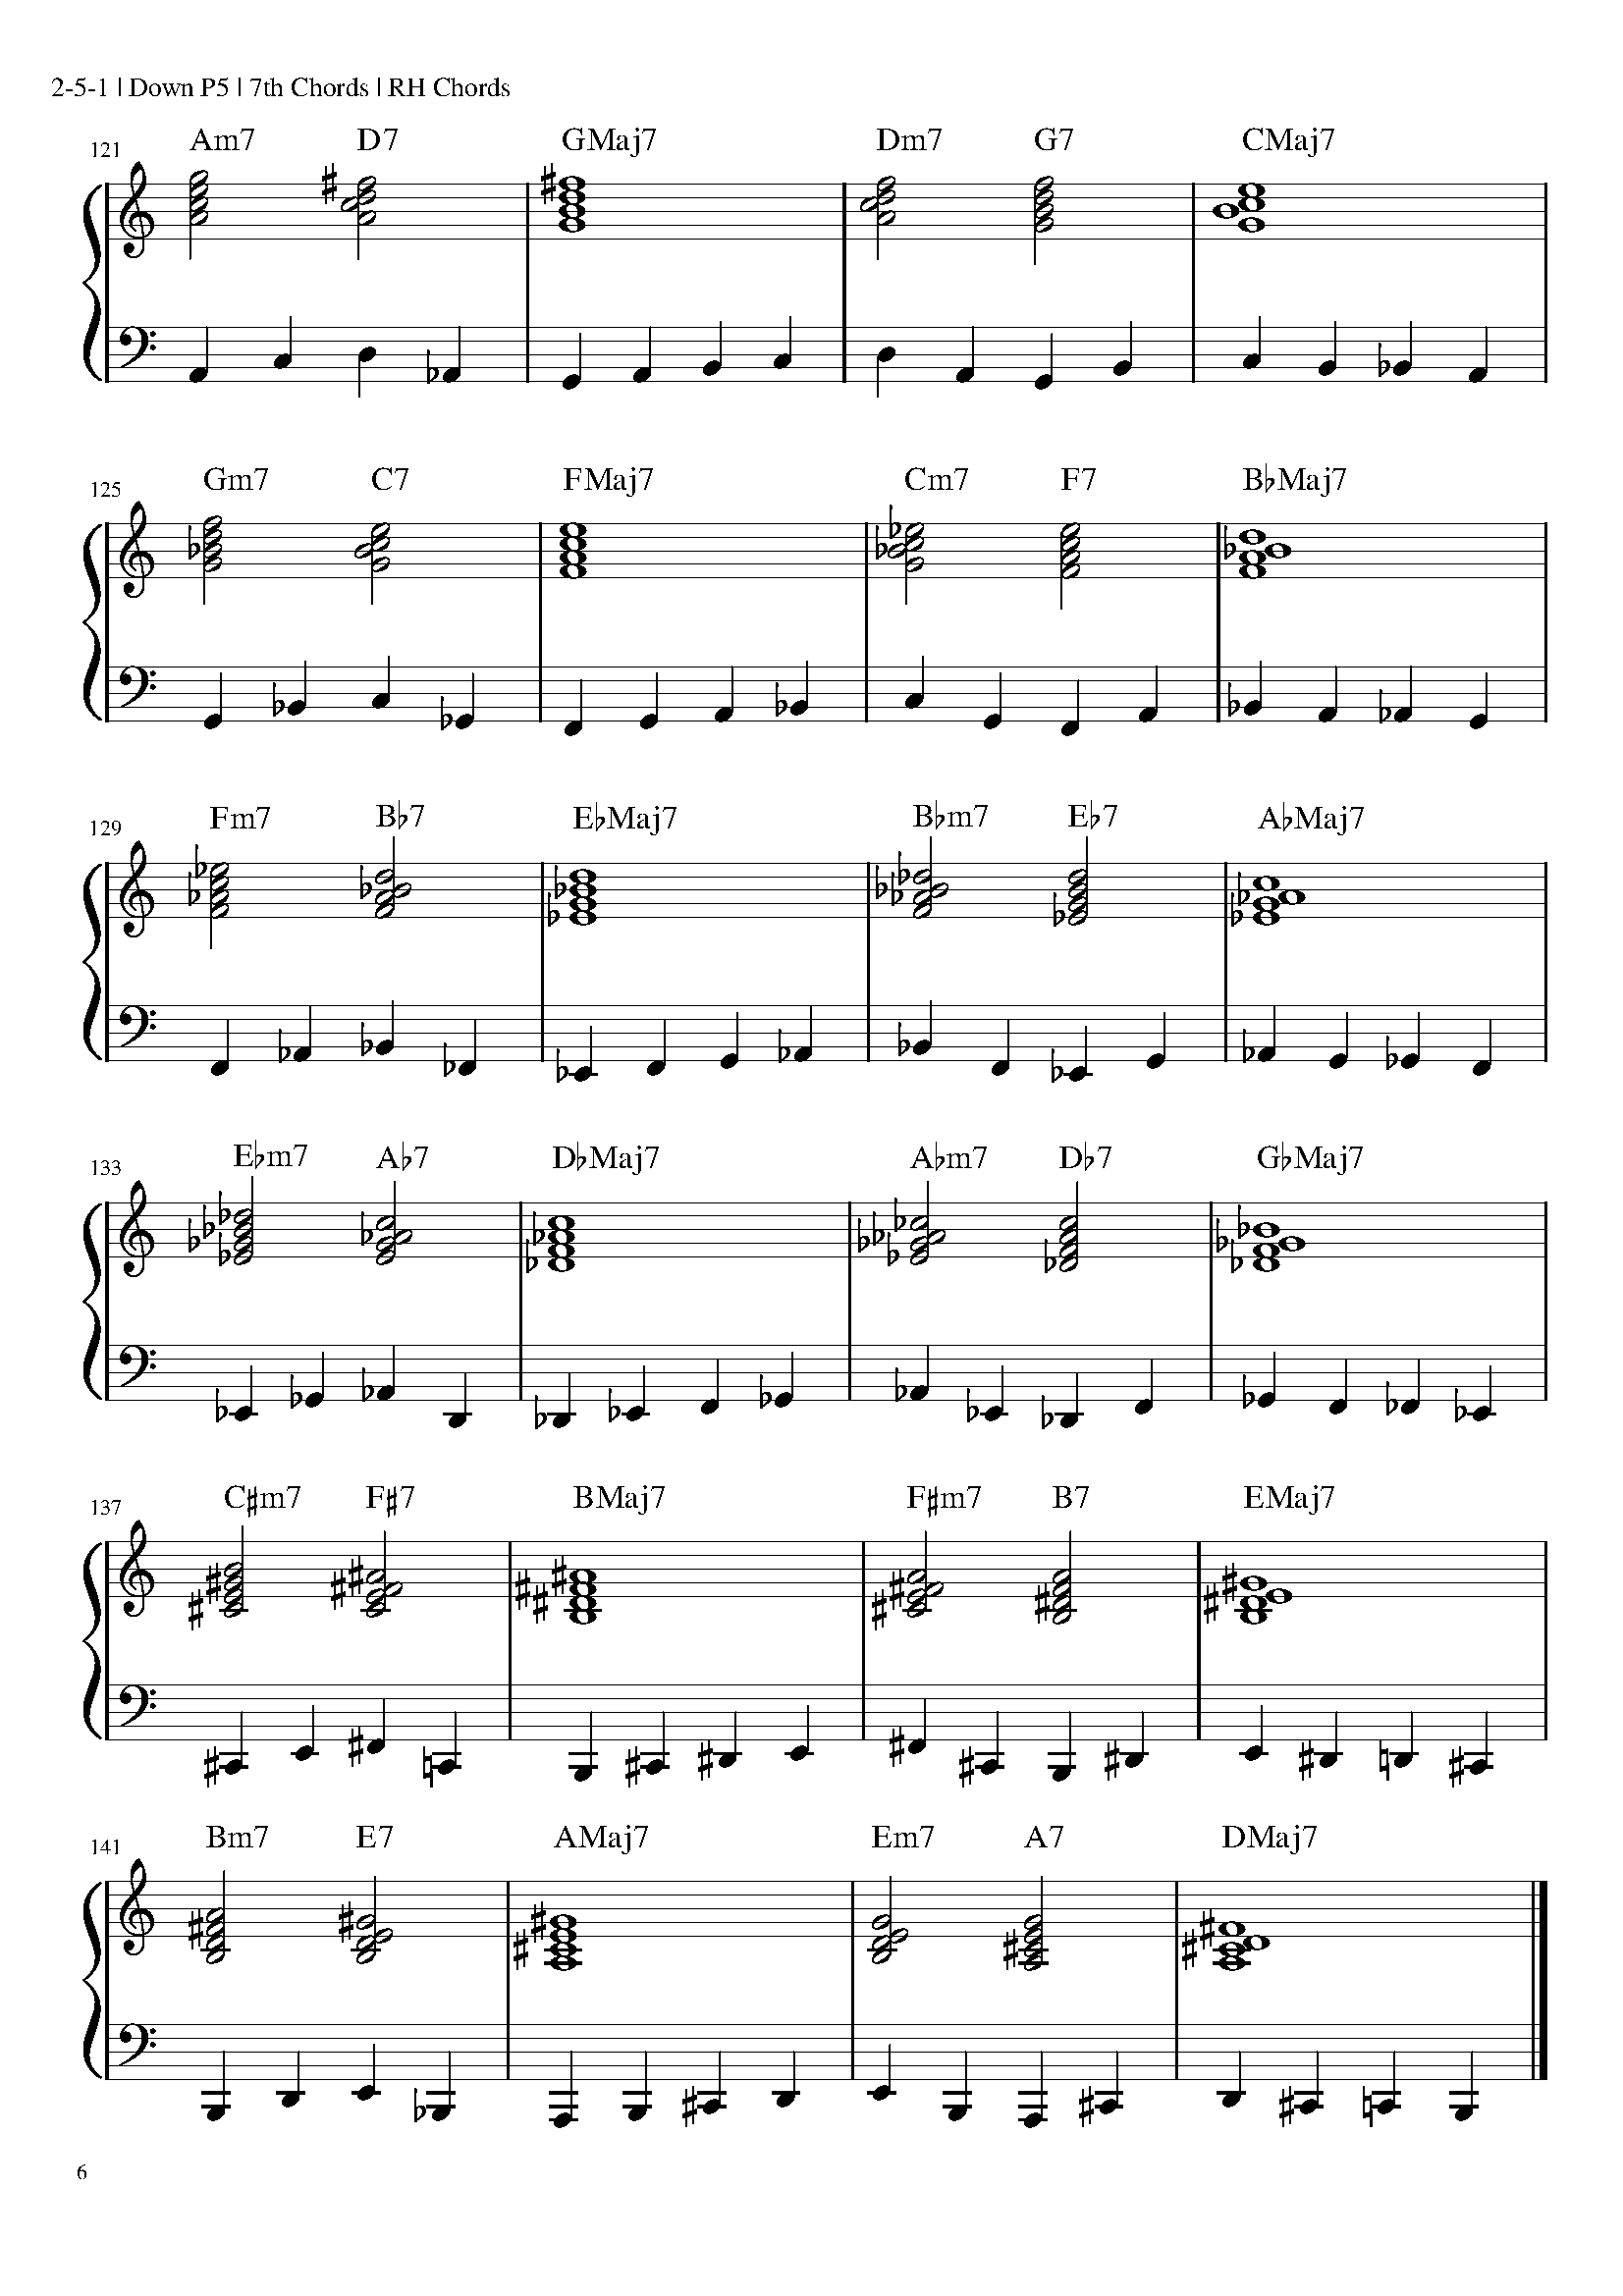 2-5-1 | Down P5 | 7th Chords | RH Chords
Am7 D7 GMaj7 Dm7 G7 CMaj7
121
Gm7 C7 FMaj7 Cm7 F7 B♭Maj7
125
Fm7 B♭7 E♭Maj7 B♭m7 E♭7 A♭Maj7
129
E♭m7 A♭7 D♭Maj7 A♭m7 D♭7 G♭Maj7
133
C♯m7 F♯7 BMaj7 F♯m7 B7 EMaj7
137
Bm7 E7 AMaj7 Em7 A7 DMaj7
141
6